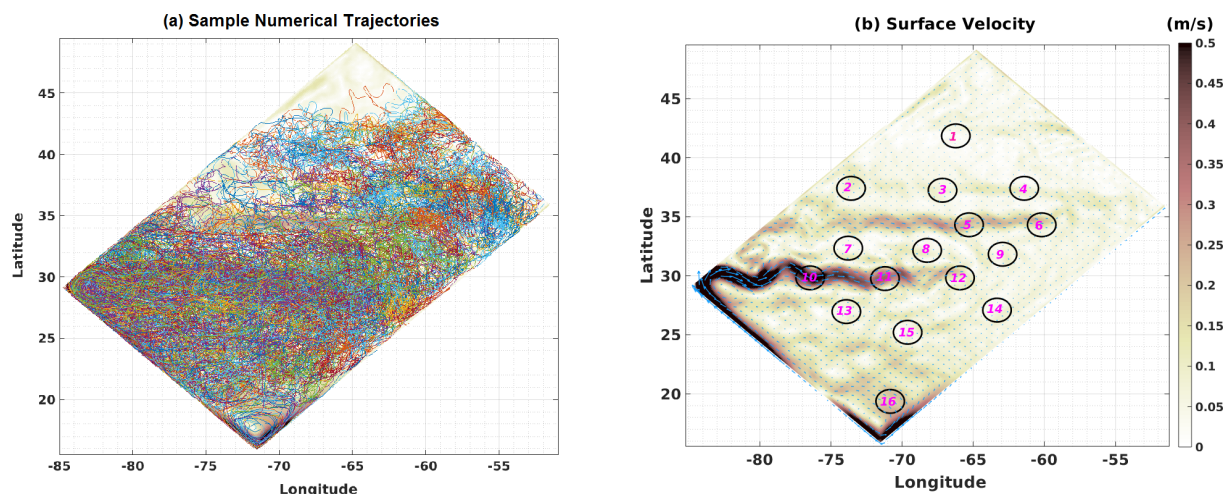 (a) Sample Numerical Trajectories
45
40
35
30
25
20
-85 -80 -75 -70 -65 -60 -55
Latitude
Longitude
(b) Surface Velocity
(m/s)
45
40
35
30
25
20
-80 -75 -70 -65 -60 -55
Latitude
Longitude
1
2 3 4
5 6
7 8 9
10 11 12
13 14
15
16
0.5
0.45
0.4
0.35
0.3
0.25
0.2
0.15
0.1
0.05
0